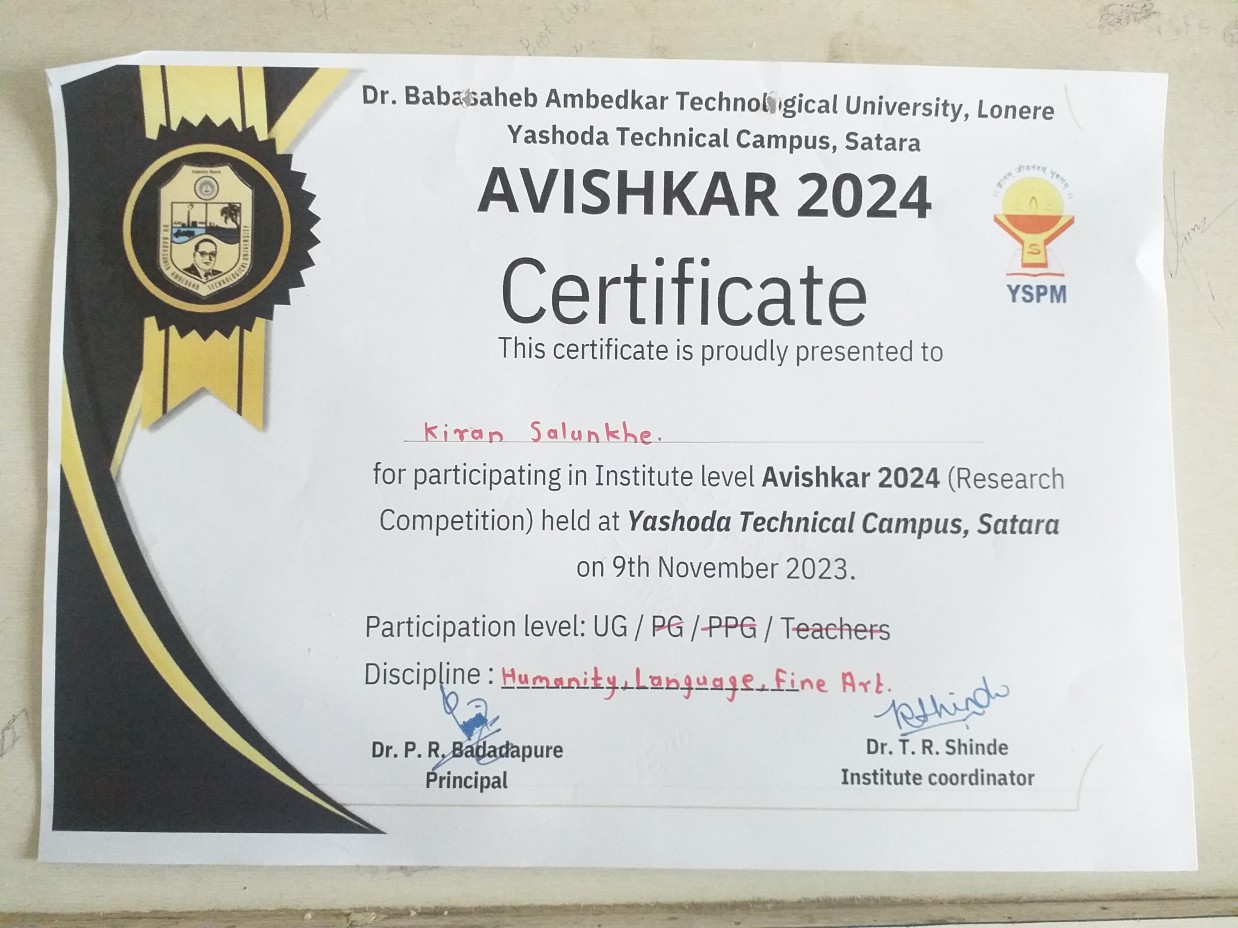 Dr. Babasaheb Ambedkar Technological University, Lonere
Yashoda Technical Campus, Satara
AVISHKAR 2024
YSPM
Certificate
This certificate is proudly presented to
Kiran Salunkhe.
for participating in Institute level Avishkar 2024 (Research
Competition) held at Yashoda Technical Campus, Satara
on 9th November 2023.
Participation level: UG / PG / PPG / Teachers
Discipline : Humanity, Language, Fine Art.
Dr. P. R. Badadapure
Principal
Dr. T. R. Shinde
Institute coordinator